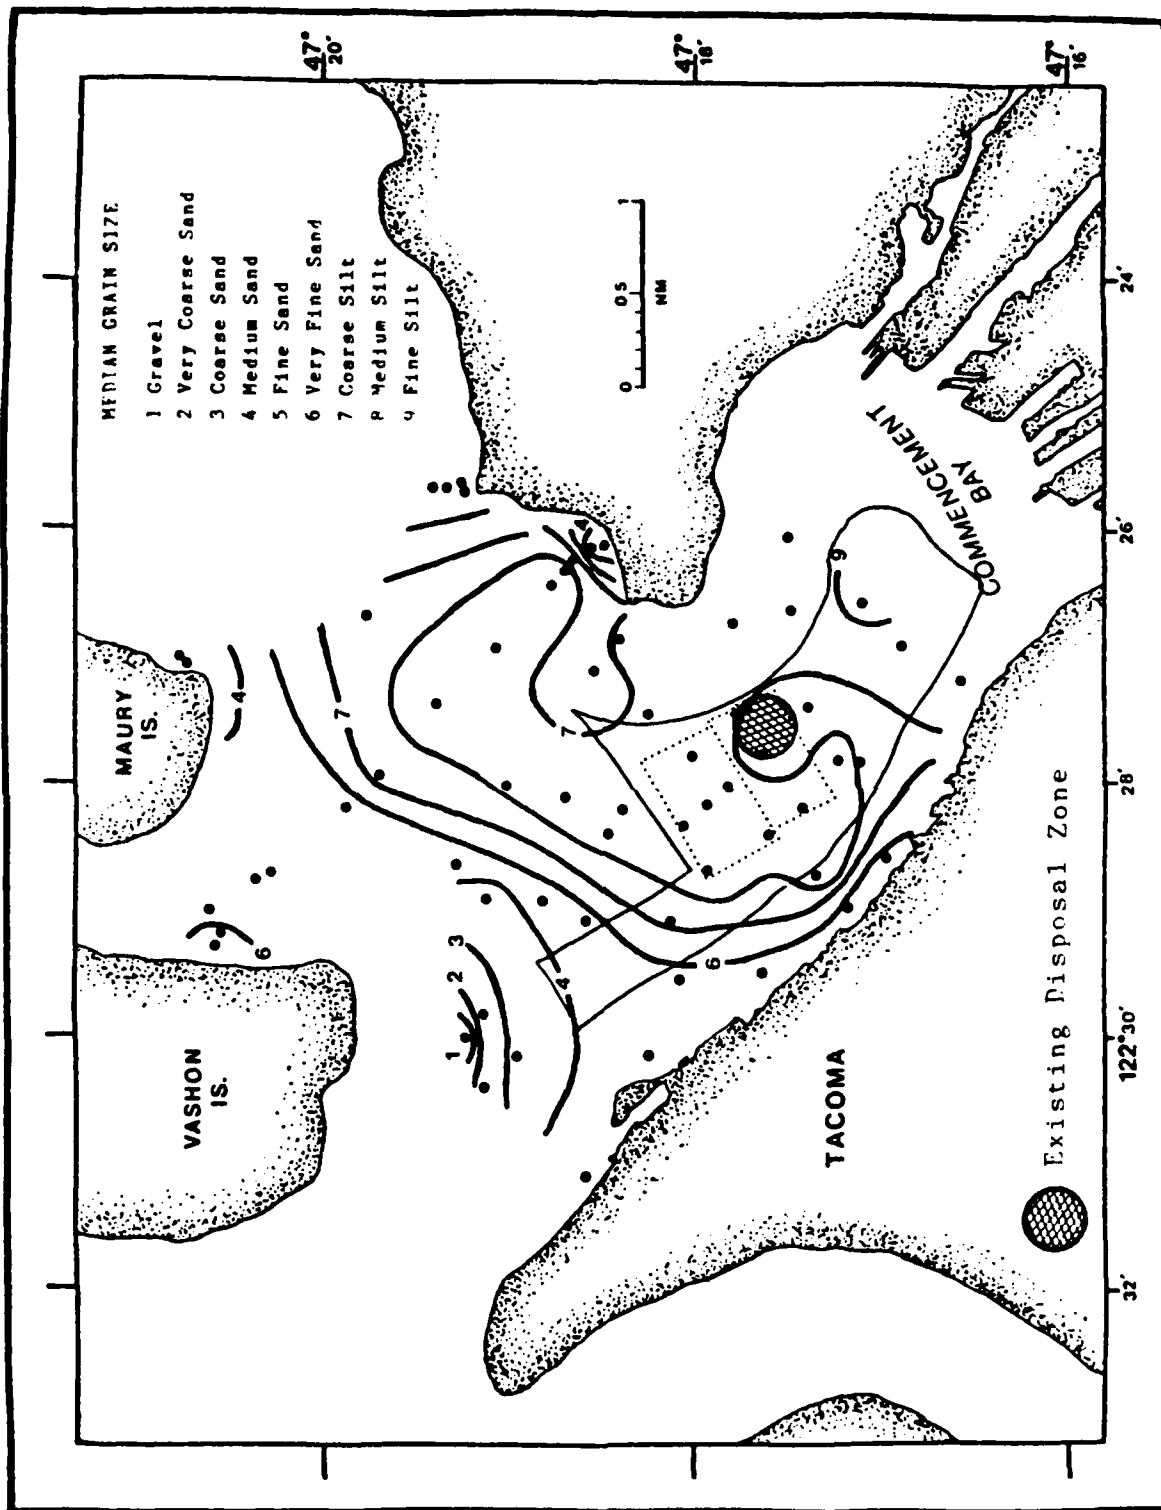 MEDIAN GRAIN SIZE
1 Gravel
2 Very Coarse Sand
3 Coarse Sand
4 Medium Sand
5 Fine Sand
6 Very Fine Sand
7 Coarse Silt
8 Medium Silt
9 Fine Silt
47°
20'
47°
18'
47°
16'
24'
26'
28'
122°30'
32'
0
0.5
1
NM
MAURY
IS.
VASHON
IS.
TACOMA
COMMENCEMENT
BAY
4
7
4
7
9
6
3
2
1
4
6
Existing Disposal Zone